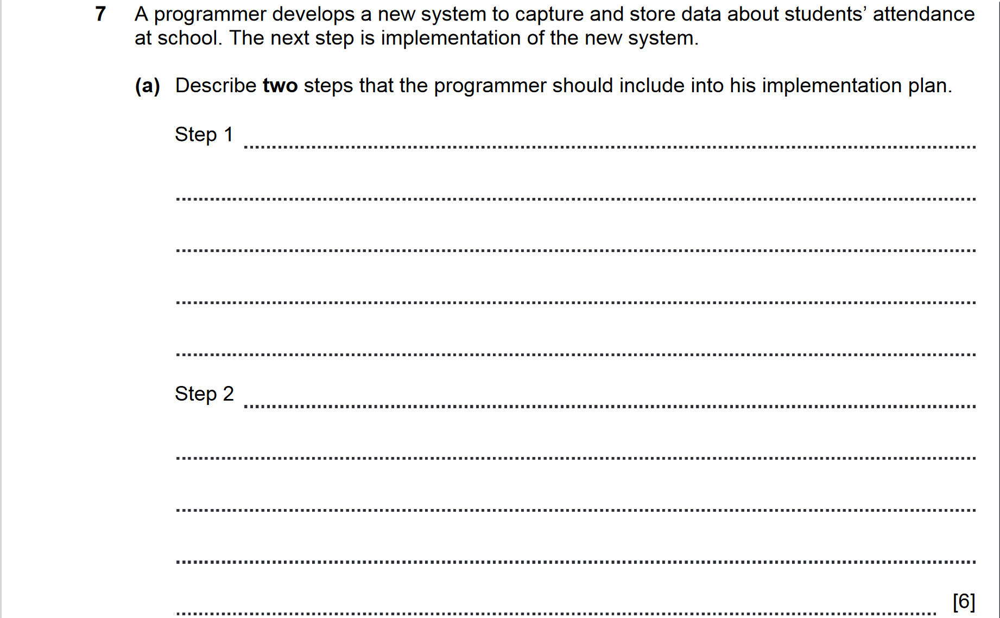 7 A programmer develops a new system to capture and store data about students’ attendance
at school. The next step is implementation of the new system.
(a) Describe two steps that the programmer should include into his implementation plan.
Step 1
Step 2
[6]